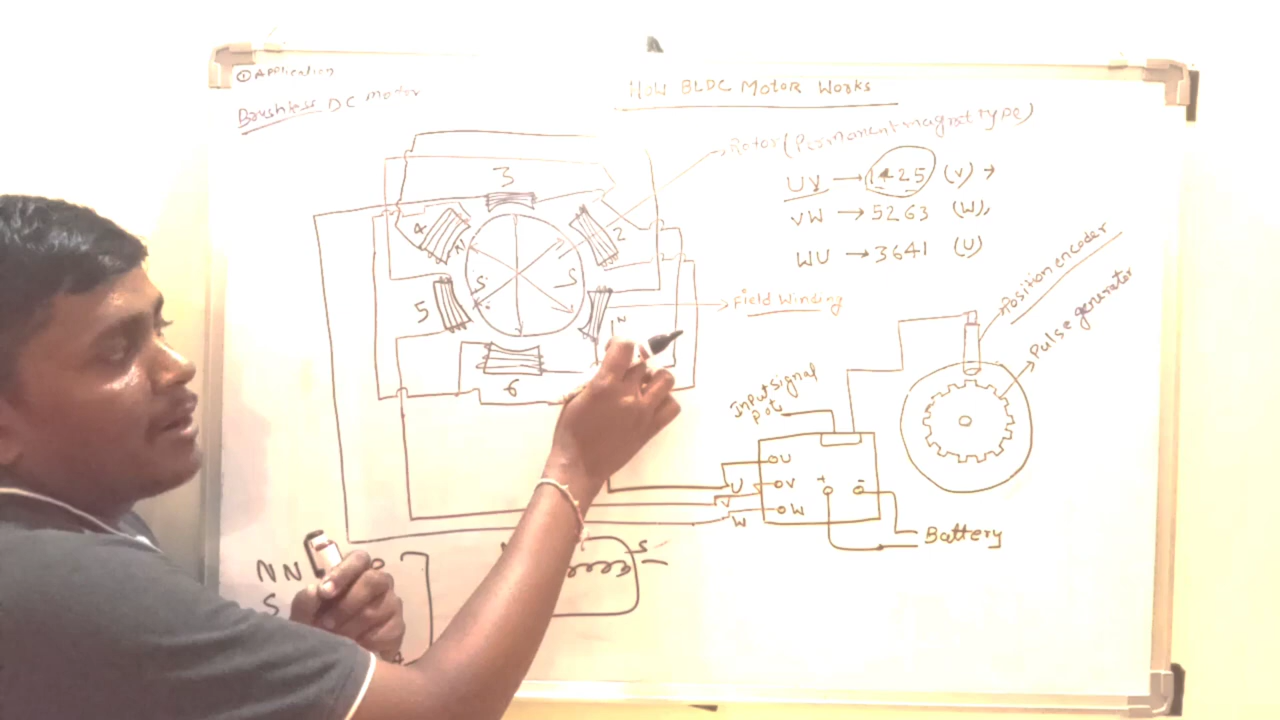 ① Application
Brushless DC Motor
How BLDC Motor Works
Rotor (Permanent magnet type)
UV → 1425 (V) →
VW → 5263 (W),
WU → 3641 (U)
3
4
2
N
S
S
5
N
6
Field Winding
Position encoder
Pulse generator
Input signal
pot
U
V
W
+
-
U
V
W
Battery
S
N N
S